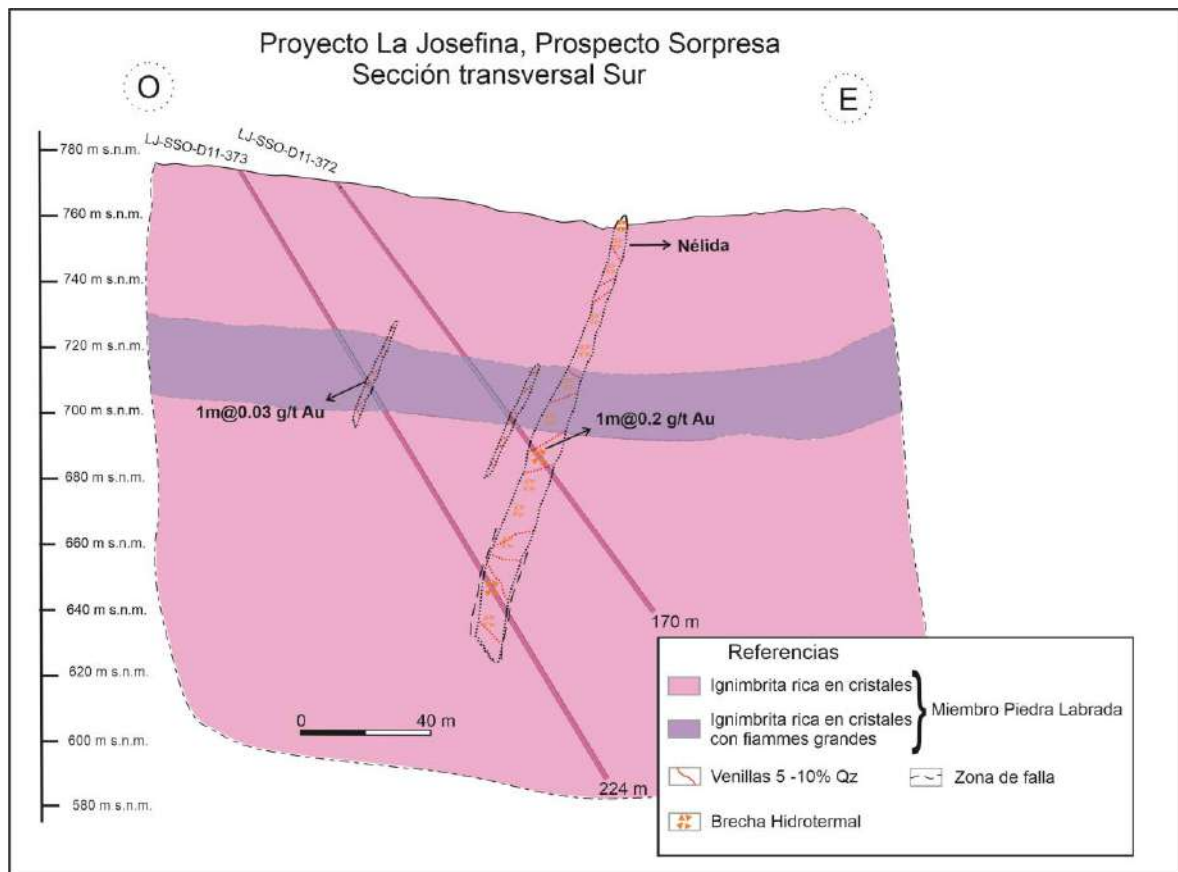 Proyecto La Josefina, Prospecto Sorpresa
Sección transversal Sur
O
E
LJ-SSO-D11-373
LJ-SSO-D11-372
780 m s.n.m.
760 m s.n.m.
740 m s.n.m.
720 m s.n.m.
700 m s.n.m.
680 m s.n.m.
660 m s.n.m.
640 m s.n.m.
620 m s.n.m.
600 m s.n.m.
580 m s.n.m.
Nélida
1m@0.03 g/t Au
1m@0.2 g/t Au
170 m
224 m
0 40 m
Referencias
Ignimbrita rica en cristales
Ignimbrita rica en cristales
con fiammes grandes
Miembro Piedra Labrada
Venillas 5 -10% Qz
Zona de falla
Brecha Hidrotermal